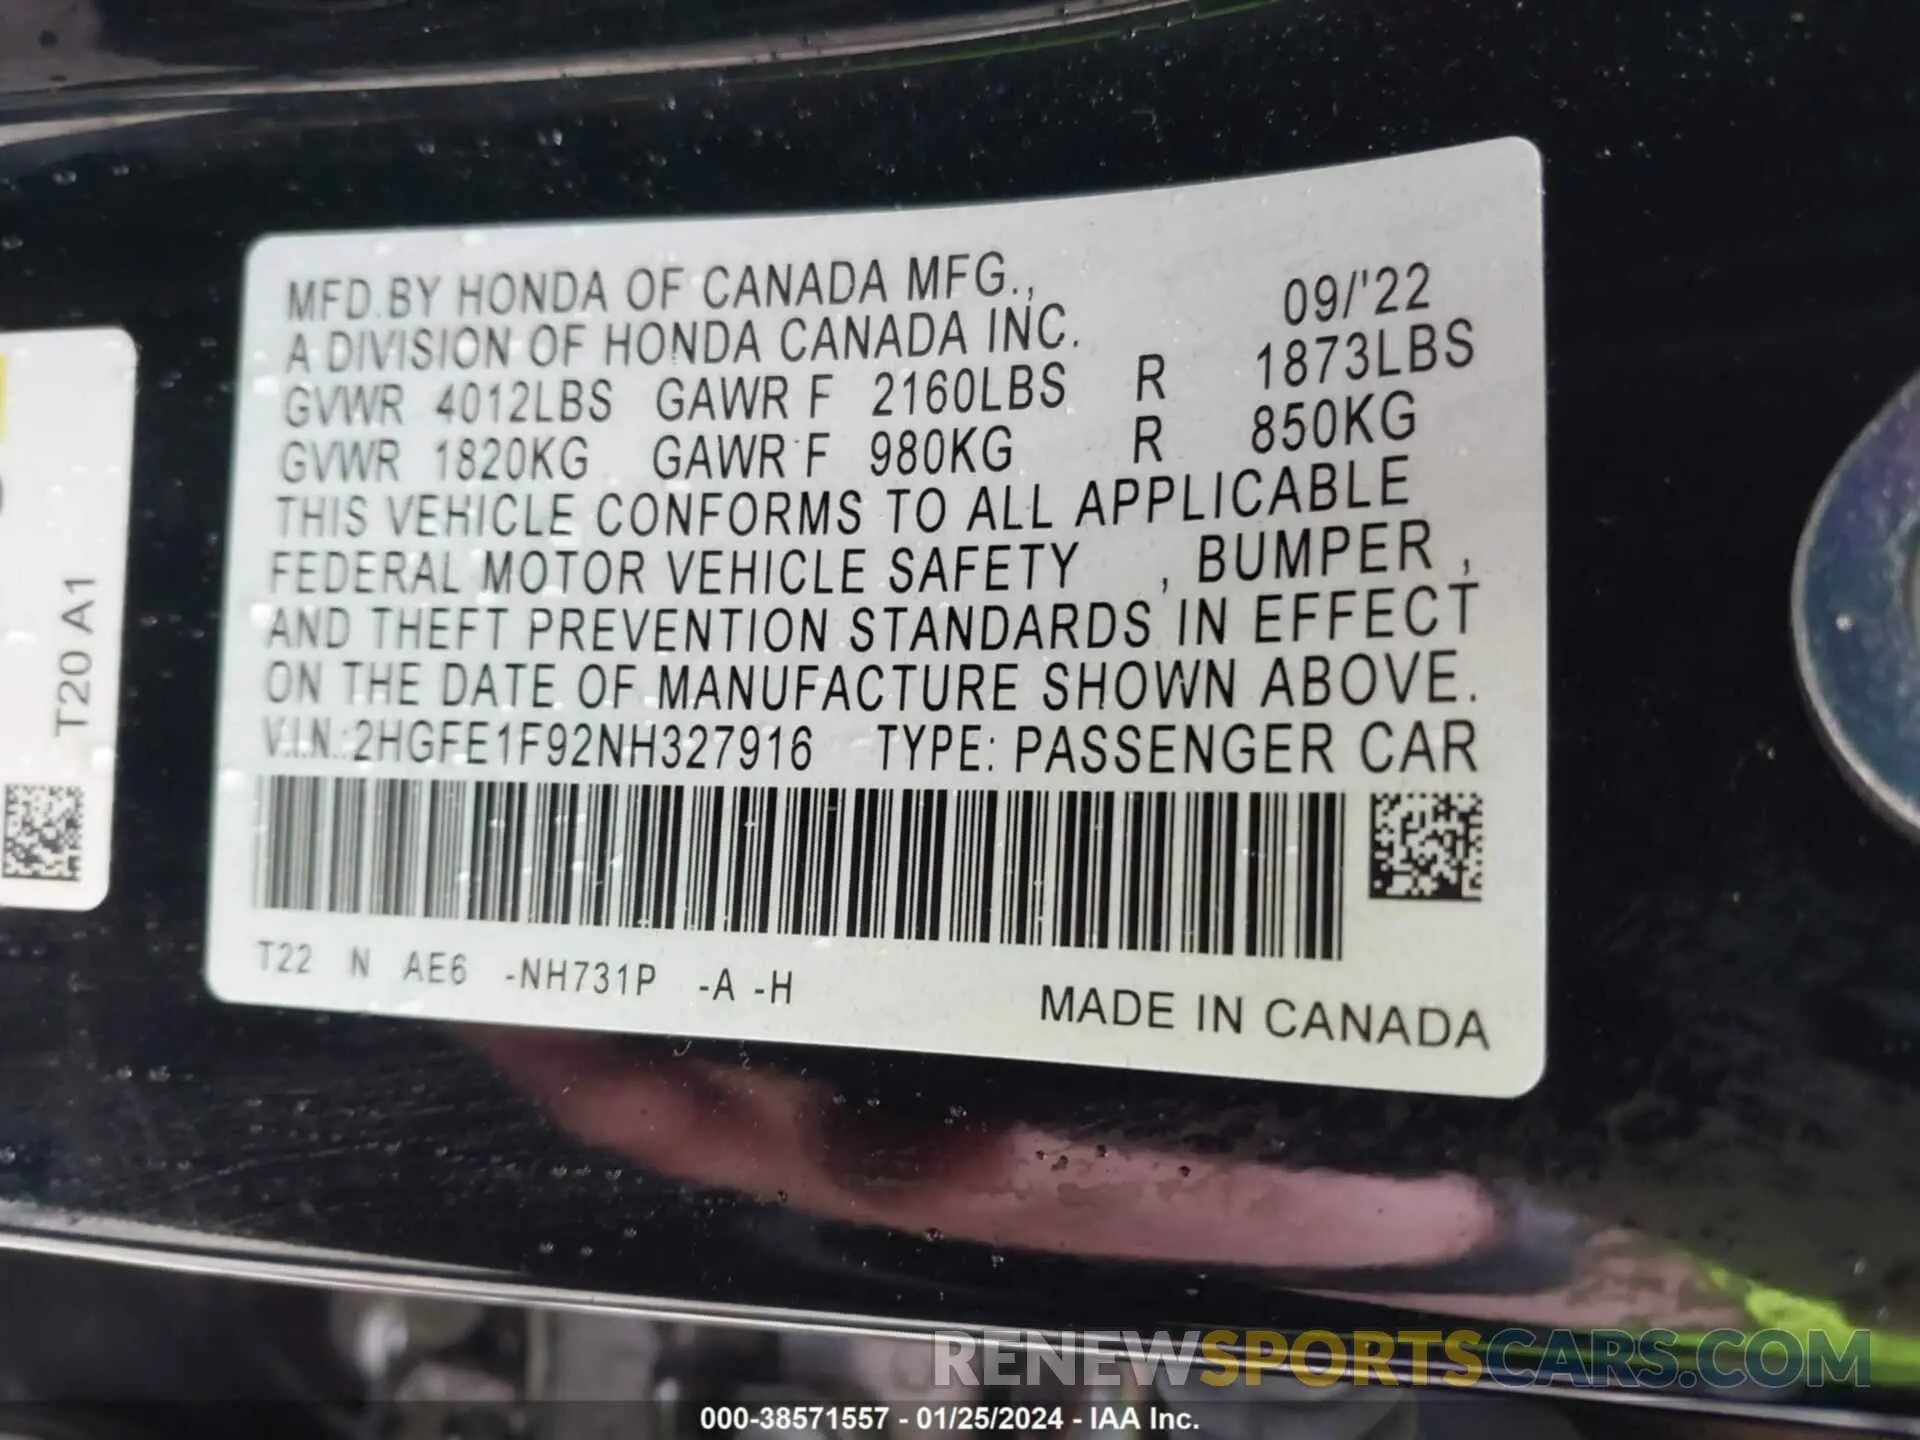 MFD. BY HONDA OF CANADA MFG.,
A DIVISION OF HONDA CANADA INC. 09/'22
GVWR 4012LBS GAWR F 2160LBS R 1873LBS
GVWR 1820KG GAWR F 980KG R 850KG
THIS VEHICLE CONFORMS TO ALL APPLICABLE
FEDERAL MOTOR VEHICLE SAFETY , BUMPER ,
AND THEFT PREVENTION STANDARDS IN EFFECT
ON THE DATE OF MANUFACTURE SHOWN ABOVE.
V.I.N.:2HGFE1F92NH327916 TYPE: PASSENGER CAR
T22 N AE6 -NH731P -A -H
MADE IN CANADA
T20 A1
RENEWSPORTSCARS.COM
000-38571557 - 01/25/2024 - IAA Inc.